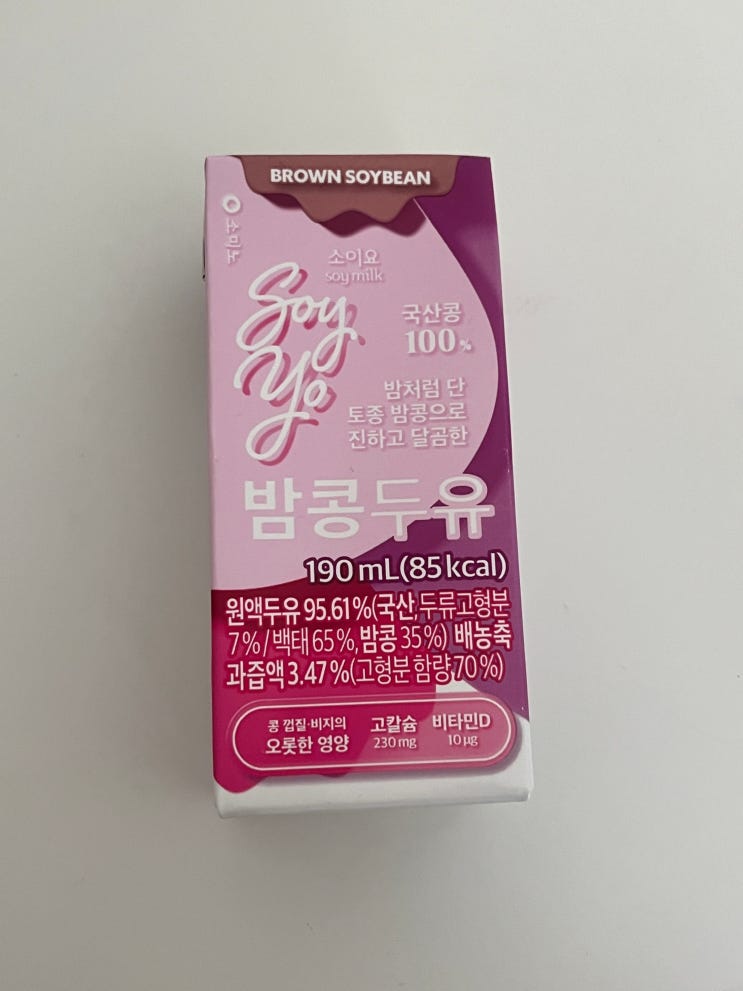 BROWN SOYBEAN
소미노
소이요
soy milk
Soy
Yo
국산콩
100%
밤처럼 단
토종 밤콩으로
진하고 달곰한
밤콩두유
190 mL(85 kcal)
원액두유 95.61%(국산, 두류고형분
7% / 백태 65%, 밤콩 35%) 배농축
과즙액 3.47%(고형분 함량 70%)
콩 껍질·비지의
오롯한 영양
고칼슘
230 mg
비타민D
10 μg